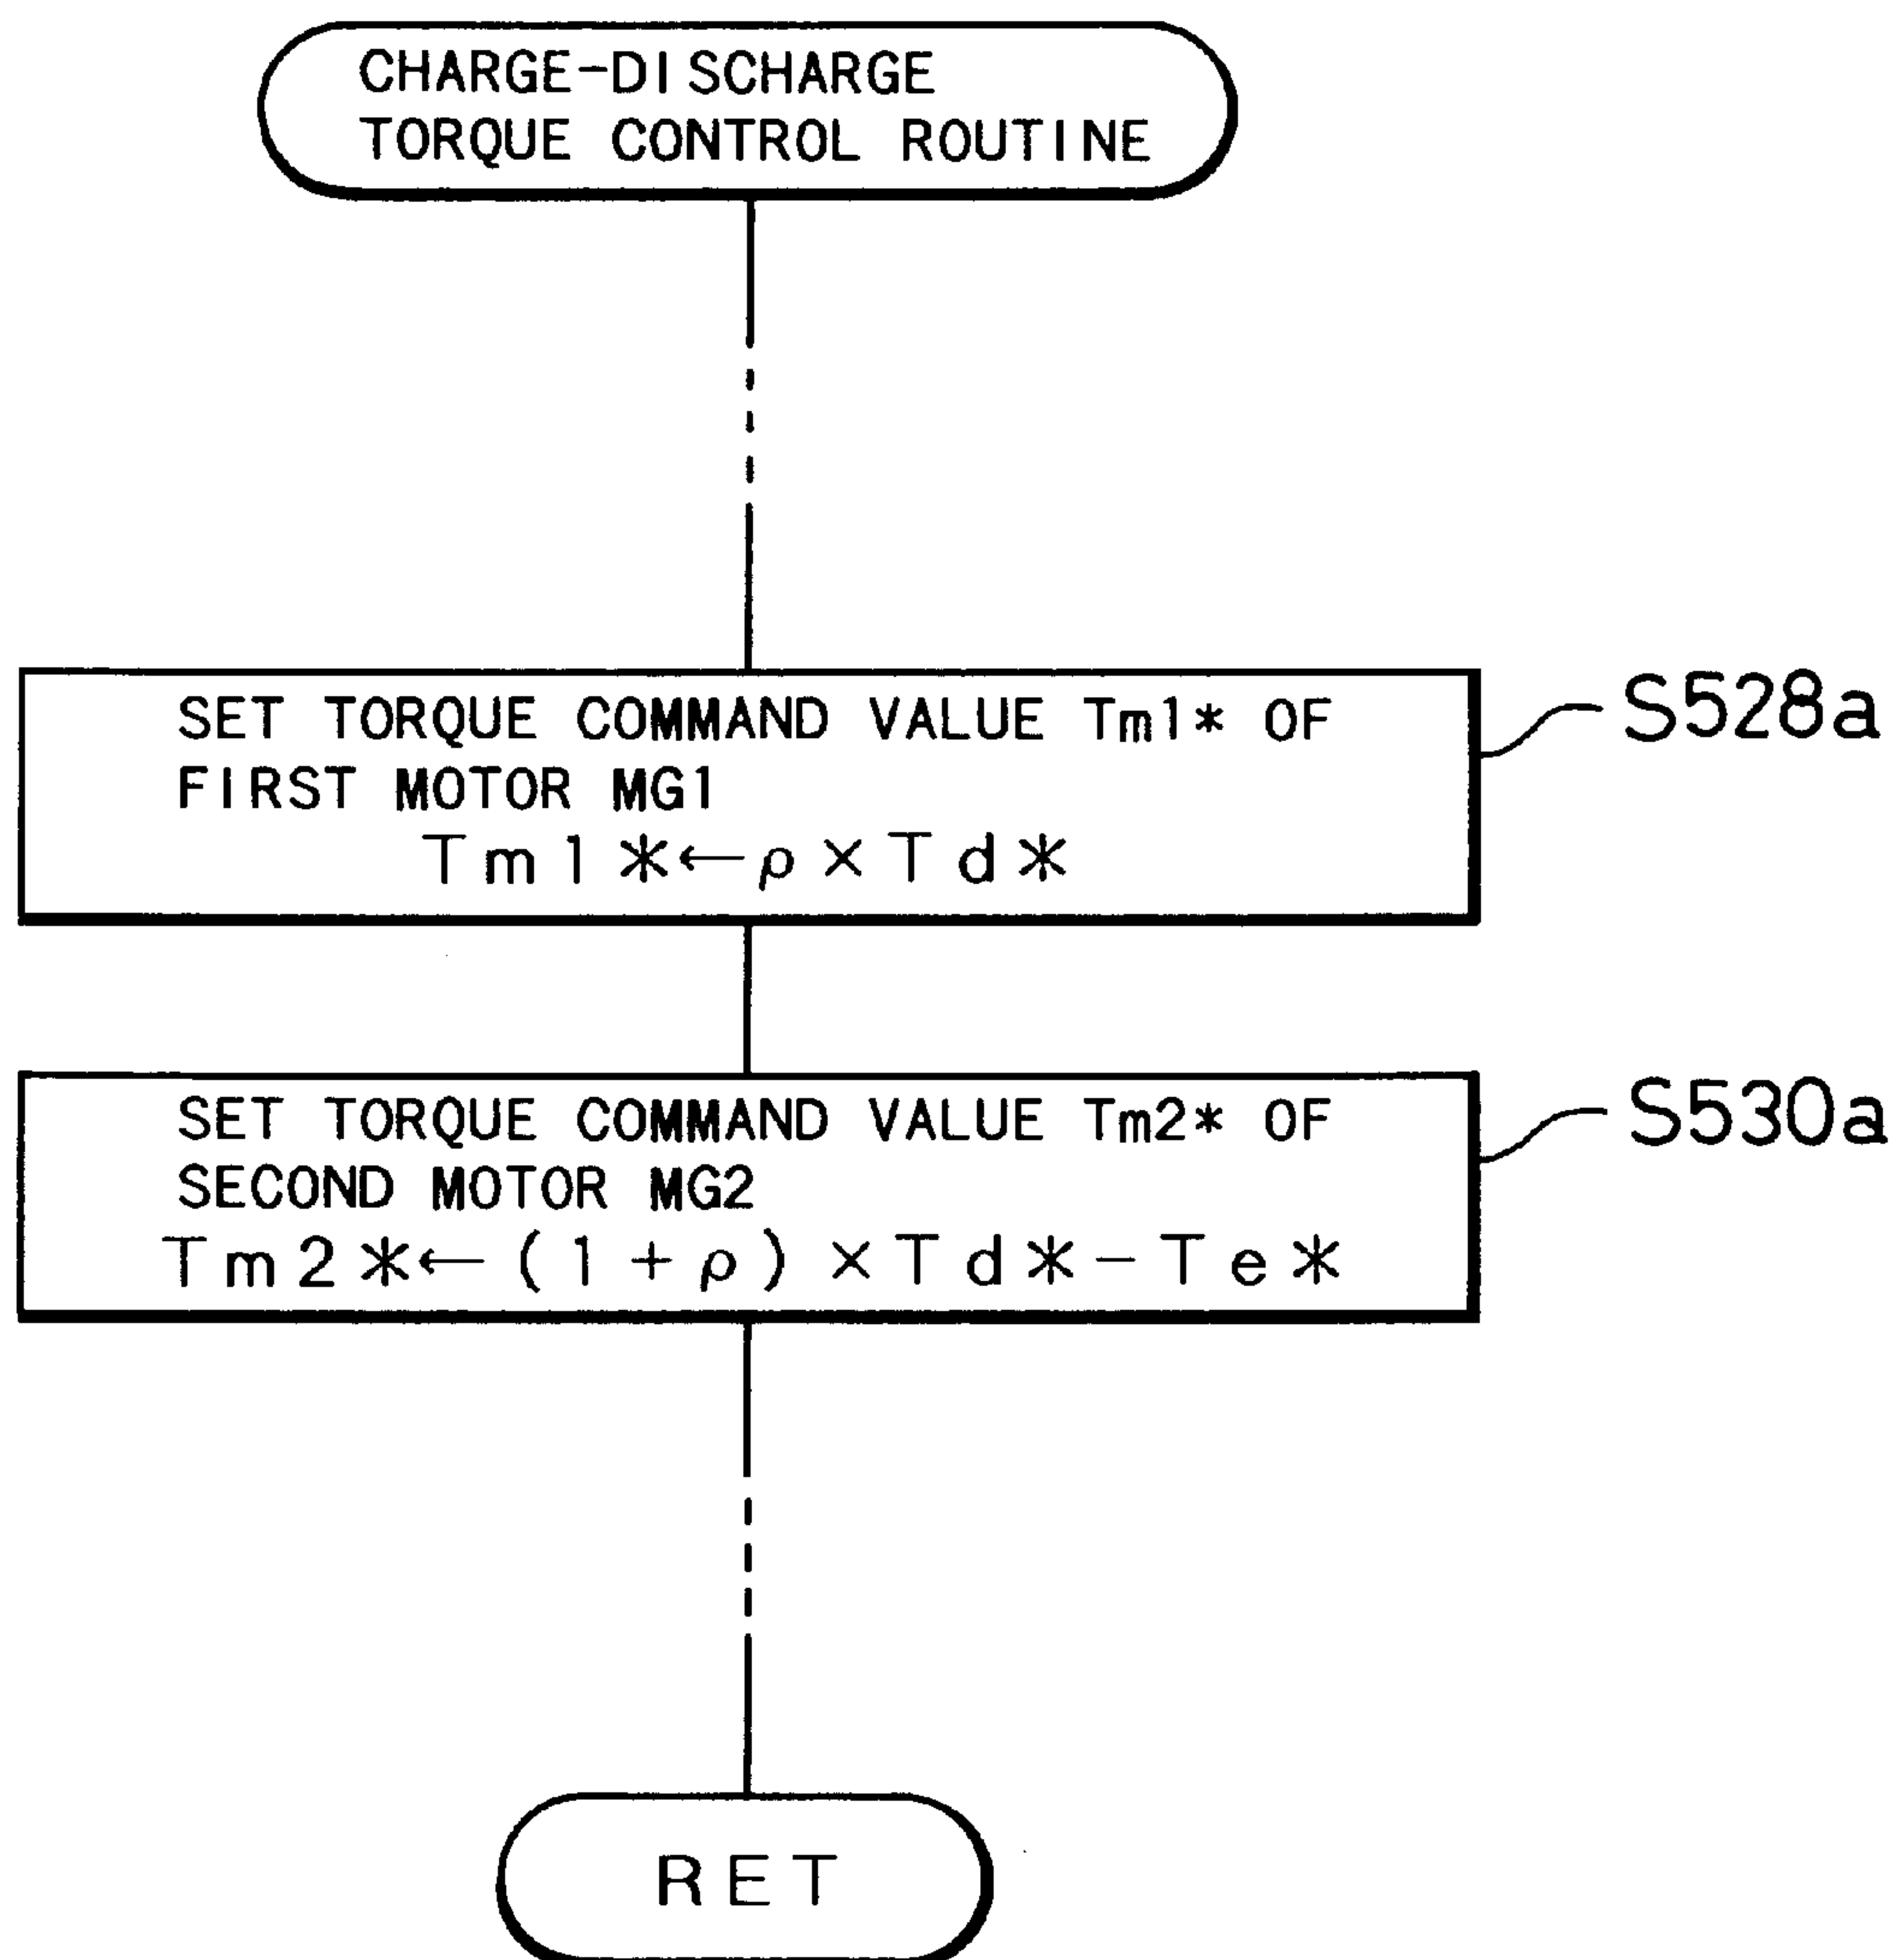 CHARGE-DISCHARGE
TORQUE CONTROL ROUTINE
SET TORQUE COMMAND VALUE Tm1* OF
FIRST MOTOR MG1
Tm1*←ρ×Td*
S528a
SET TORQUE COMMAND VALUE Tm2* OF
SECOND MOTOR MG2
Tm2*←(1+ρ)×Td*-Te*
S530a
RET